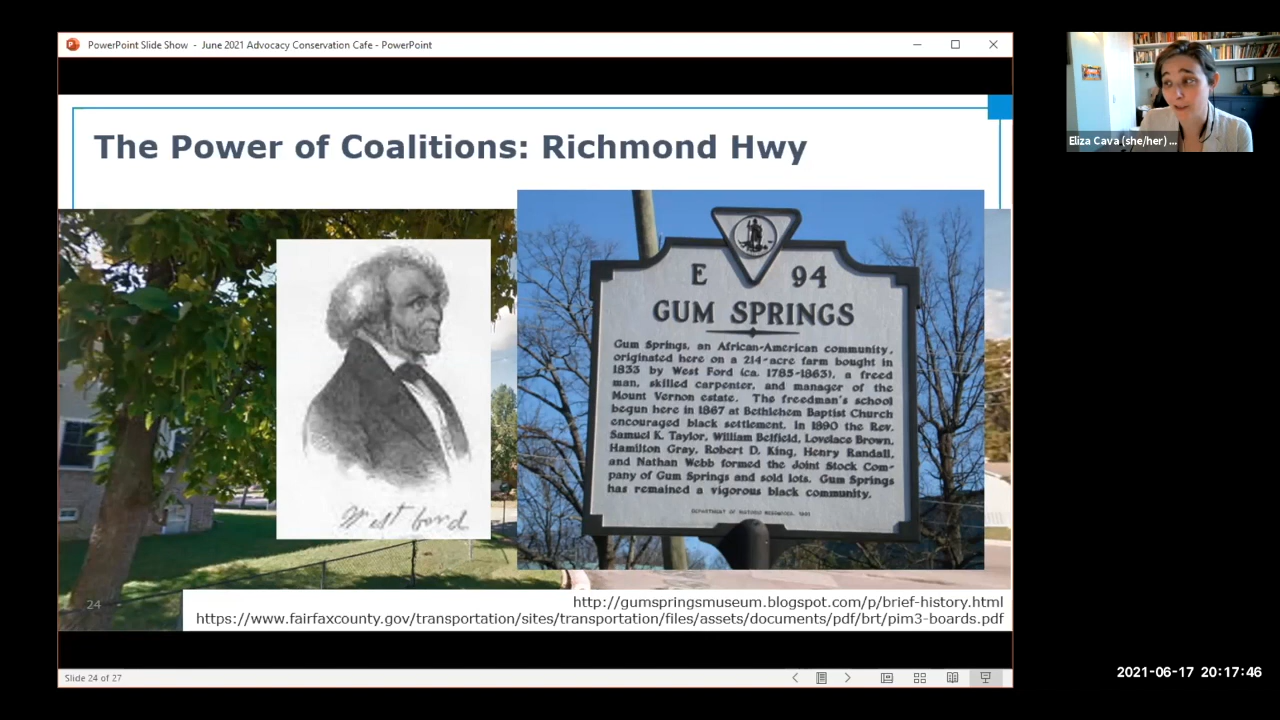 PowerPoint Slide Show - June 2021 Advocacy Conservation Cafe - PowerPoint
The Power of Coalitions: Richmond Hwy
E 94
GUM SPRINGS
Gum Springs, an African-American community,
originated here on a 214-acre farm bought in
1833 by West Ford (ca. 1785-1863), a freed
man, skilled carpenter, and manager of the
Mount Vernon estate. The freedman's school
begun here in 1867 at Bethlehem Baptist Church
encouraged black settlement. In 1890 the Rev.
Samuel K. Taylor, William Belfield, Lovelace Brown,
Hamilton Gray, Robert D. King, Henry Randall,
and Nathan Webb formed the Joint Stock Com-
pany of Gum Springs and sold lots. Gum Springs
has remained a vigorous black community.
DEPARTMENT OF HISTORIC RESOURCES, 1991
West Ford
24
http://gumspringsmuseum.blogspot.com/p/brief-history.html
https://www.fairfaxcounty.gov/transportation/sites/transportation/files/assets/documents/pdf/brt/pim3-boards.pdf
Slide 24 of 27
Eliza Cava (she/her) ...
2021-06-17 20:17:46